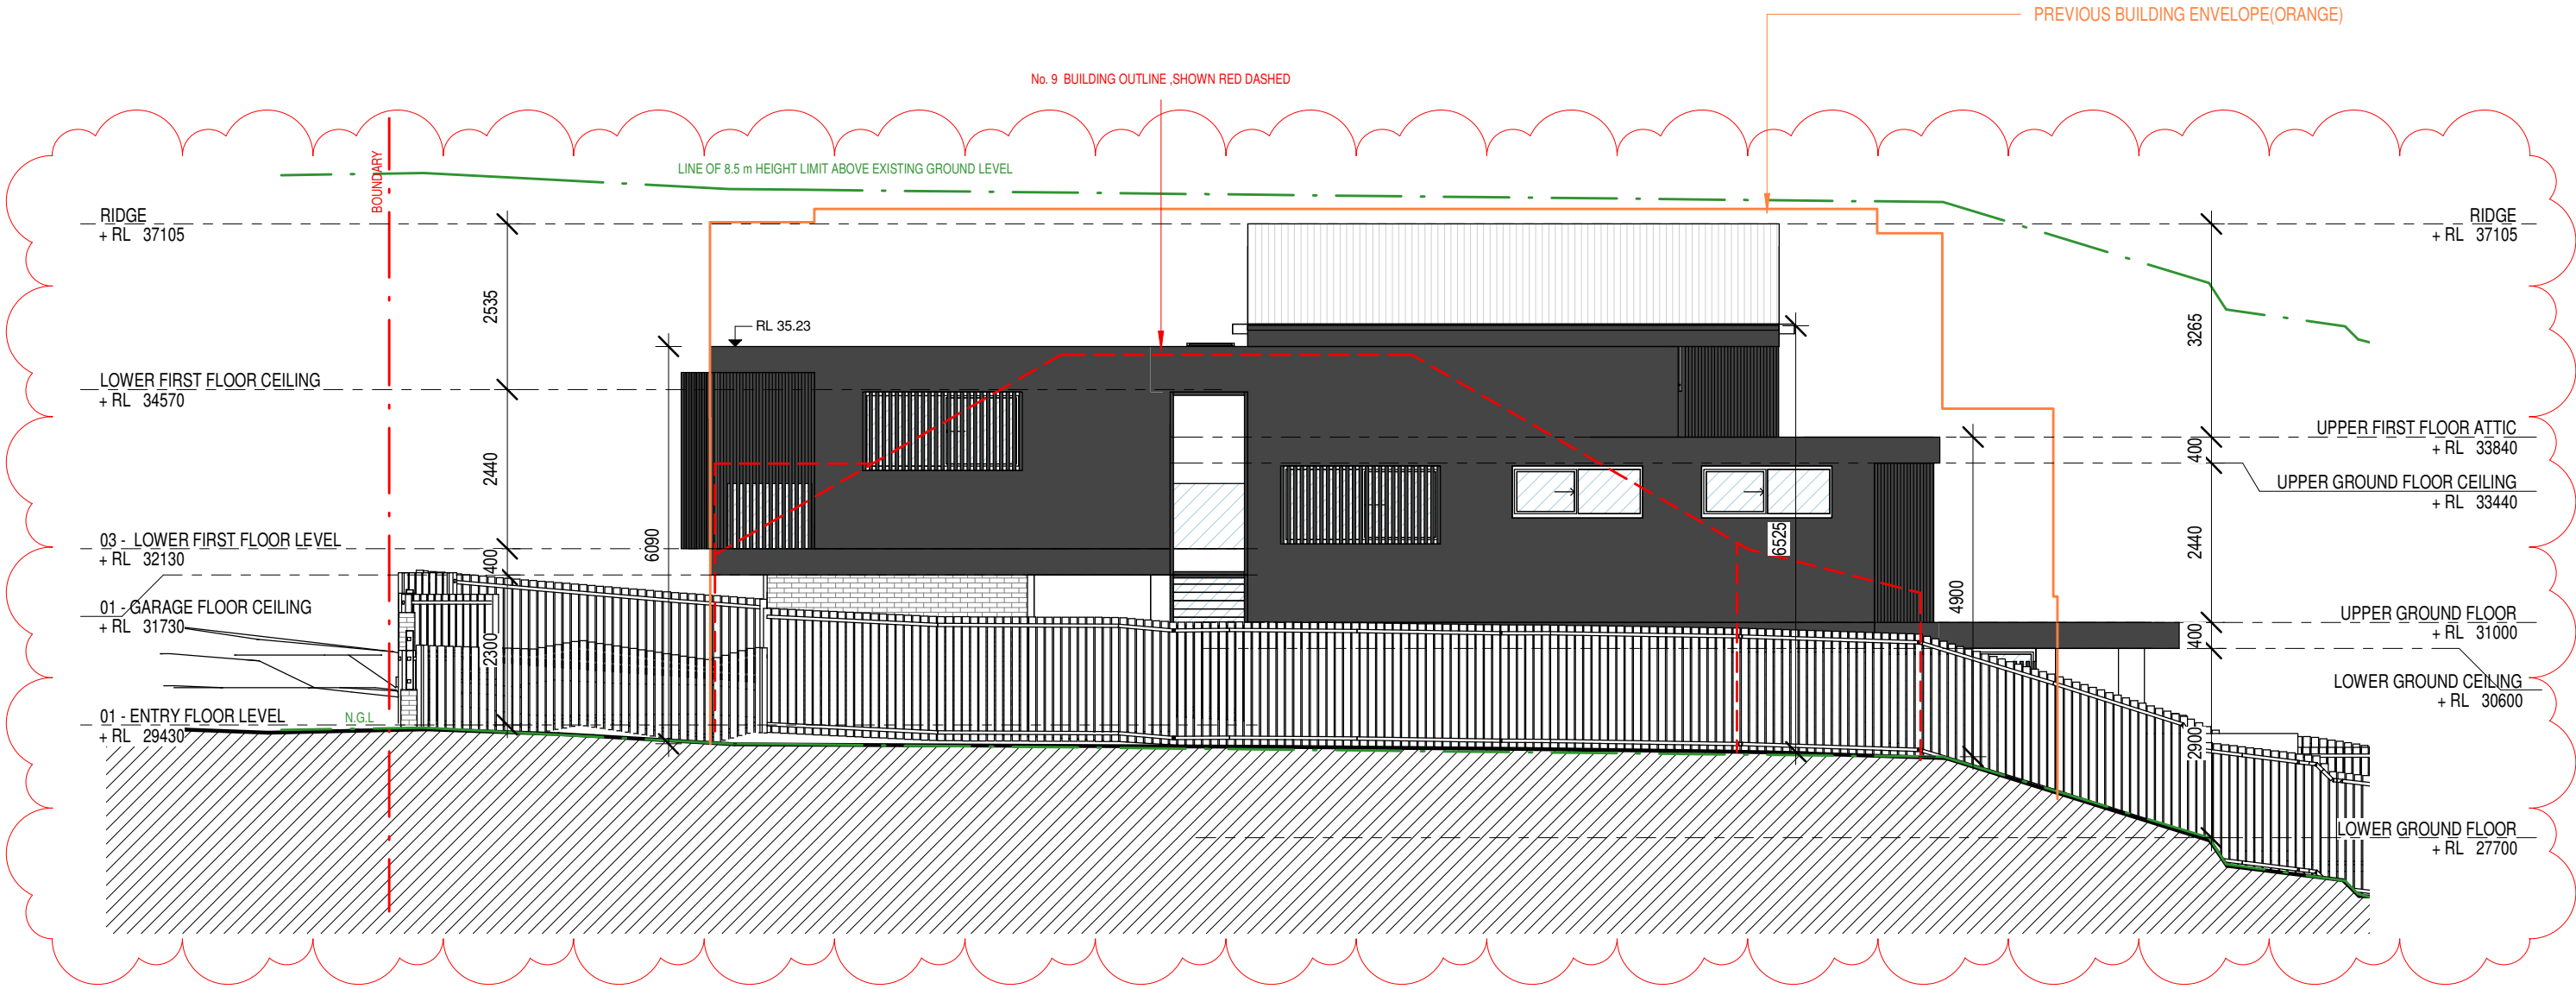 PREVIOUS BUILDING ENVELOPE(ORANGE)
No. 9 BUILDING OUTLINE ,SHOWN RED DASHED
BOUNDARY
LINE OF 8.5 m HEIGHT LIMIT ABOVE EXISTING GROUND LEVEL
RIDGE
+ RL 37105
2535
RL 35.23
LOWER FIRST FLOOR CEILING
+ RL 34570
2440
03 - LOWER FIRST FLOOR LEVEL
+ RL 32130
400
6090
01 - GARAGE FLOOR CEILING
+ RL 31730
2300
01 - ENTRY FLOOR LEVEL
+ RL 29430
N.G.L
6525
4900
RIDGE
+ RL 37105
3265
UPPER FIRST FLOOR ATTIC
+ RL 33840
400
UPPER GROUND FLOOR CEILING
+ RL 33440
2440
UPPER GROUND FLOOR
+ RL 31000
400
LOWER GROUND CEILING
+ RL 30600
2900
LOWER GROUND FLOOR
+ RL 27700